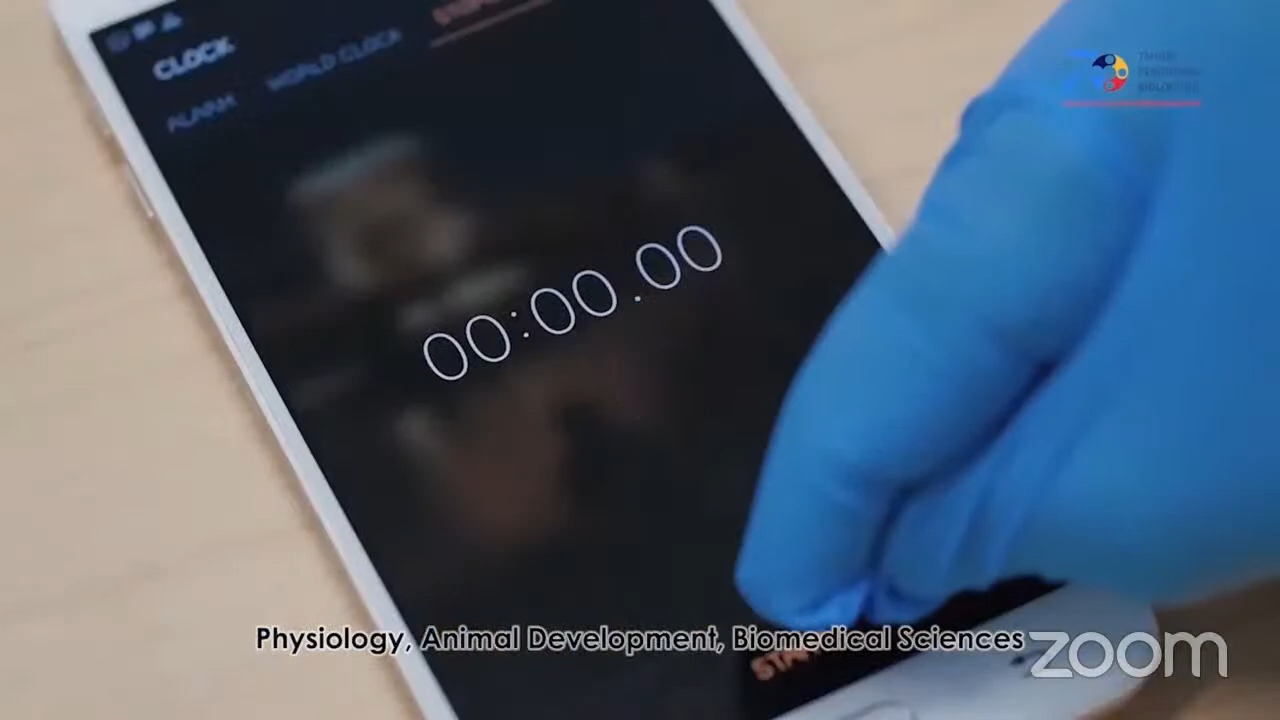 CLOCK
ALARM
WORLD CLOCK
00:00.00
Physiology, Animal Development, Biomedical Sciences
zoom